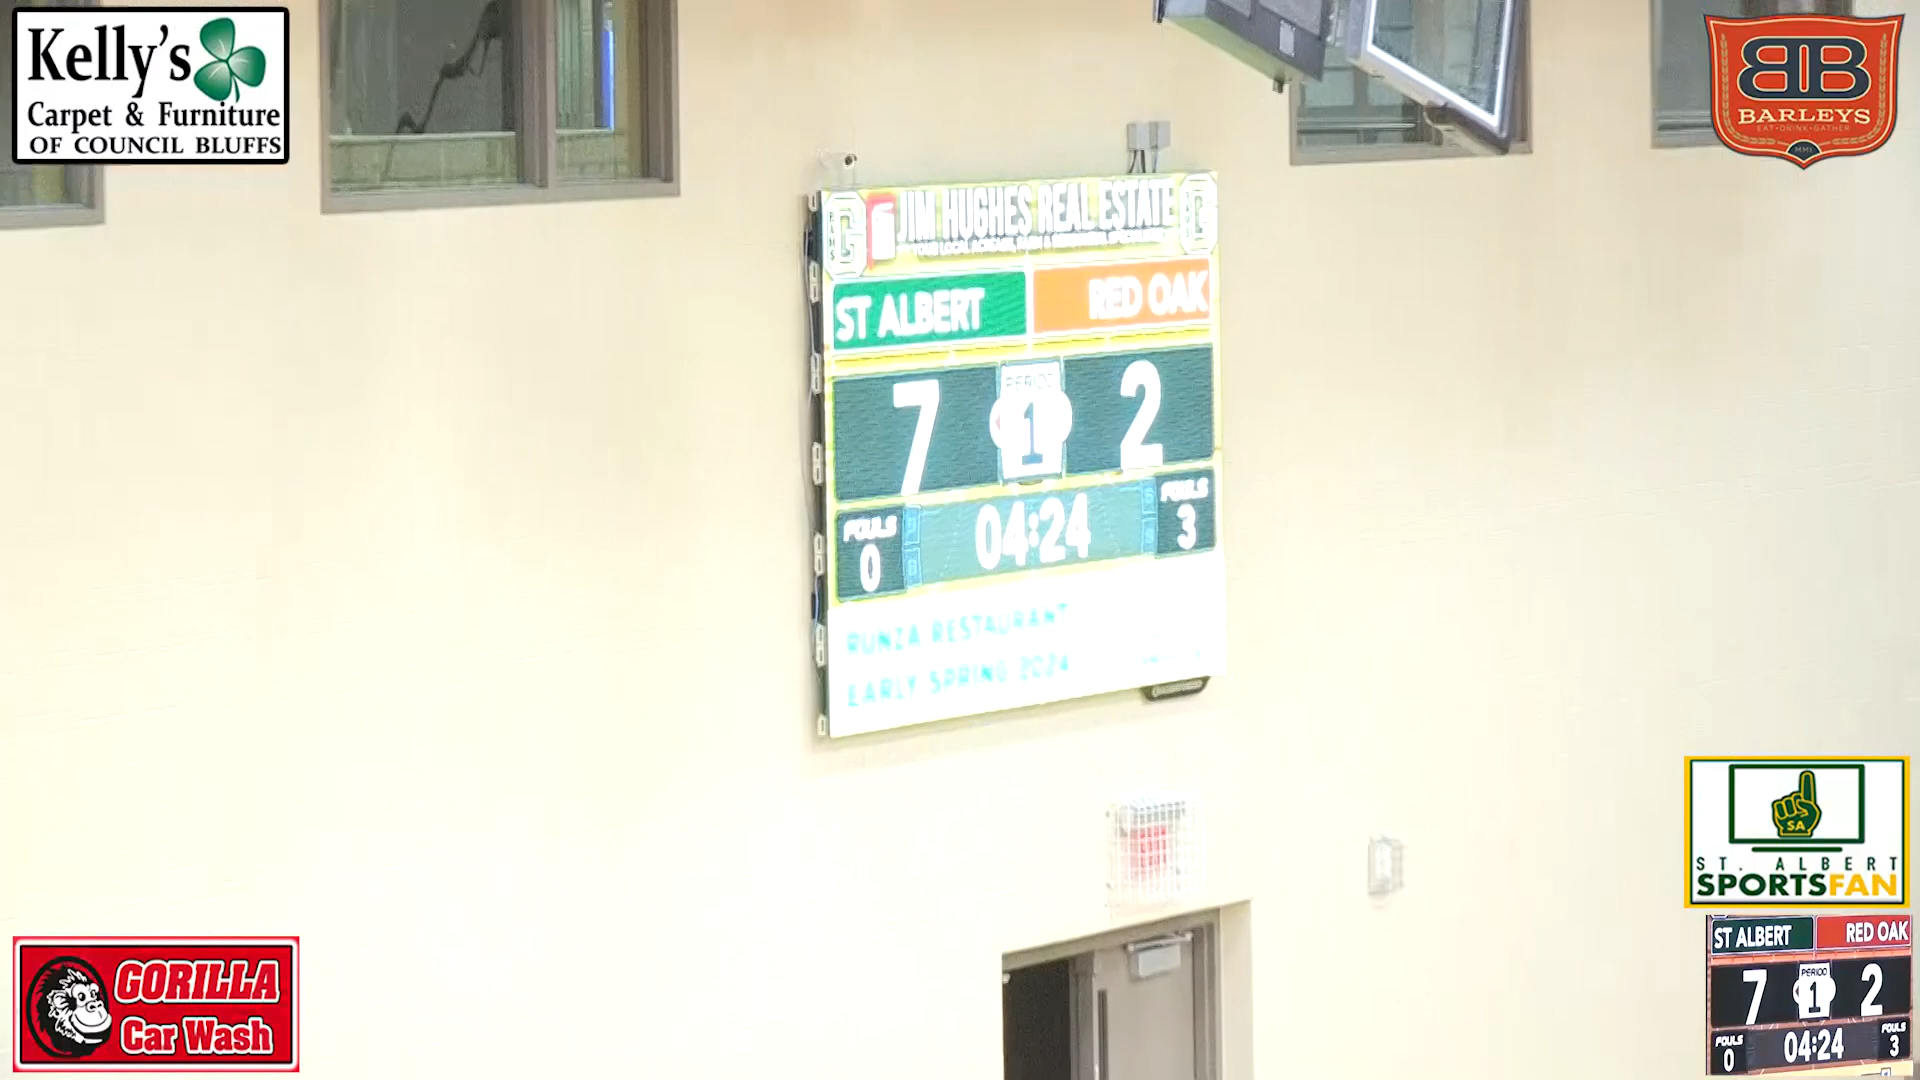 Kelly's
Carpet & Furniture
OF COUNCIL BLUFFS
BB
BARLEYS
EAT·DRINK·GATHER
MMI
JIM HUGHES REAL ESTATE
ST ALBERT
RED OAK
7
PERIOD
1
2
FOULS
0
04:24
FOULS
3
RUNZA RESTAURANT
EARLY SPRING 2024
SA
ST. ALBERT
SPORTSFAN
ST ALBERT
RED OAK
7
PERIOD
1
2
FOULS
0
04:24
FOULS
3
GORILLA
Car Wash